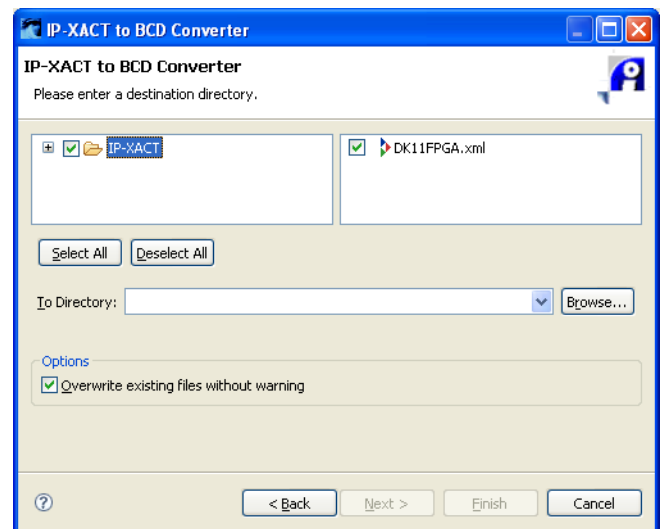 IP-XACT to BCD Converter
IP-XACT to BCD Converter
Please enter a destination directory.
IP-XACT
DK11FPGA.xml
Select All Deselect All
To Directory: Browse...
Options
Overwrite existing files without warning
? < Back Next > Finish Cancel